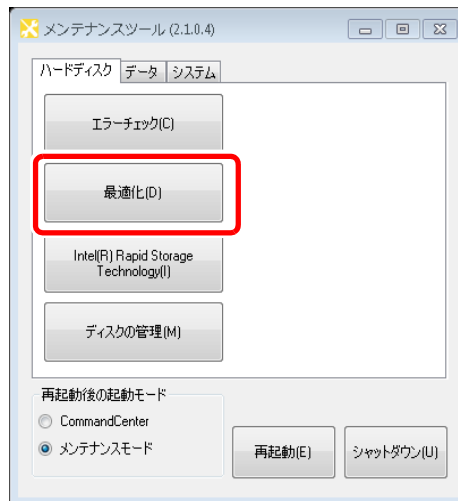 メンテナンスツール (2.1.0.4)
ハードディスク データ システム
エラーチェック(C)
最適化(D)
Intel(R) Rapid Storage
Technology(I)
ディスクの管理(M)
再起動後の起動モード
CommandCenter
メンテナンスモード
再起動(E) シャットダウン(U)